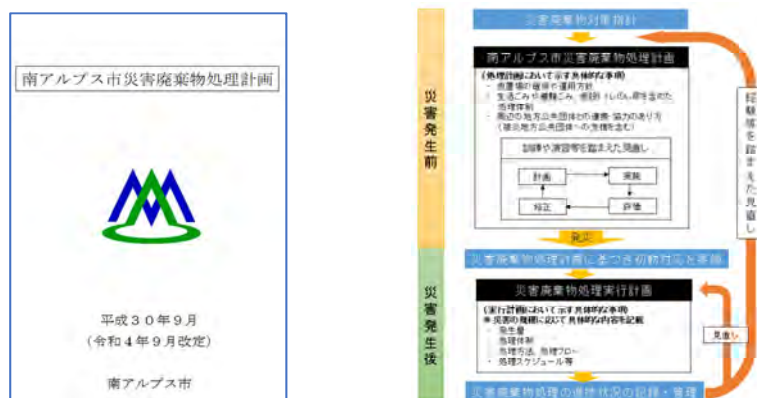 南アルプス市災害廃棄物処理計画
平成30年9月
(令和4年9月改定)
南アルプス市
災害廃棄物対策指針
災害発生前
南アルプス市災害廃棄物処理計画
(処理計画において示す具体的な事項)
・ 仮置場の確保や運用方針
・ 生活ごみや避難ごみ、仮設トイレのし尿を含めた
処理体制
・ 周辺の地方公共団体との連携・協力のあり方
(被災地方公共団体への支援を含む)
訓練や演習等を踏まえた見直し
計画
実施
修正
評価
経験等を踏まえた見直し
発災
災害廃棄物処理計画に基づき初動対応を実施
災害発生後
災害廃棄物処理実行計画
(実行計画において示す具体的な事項)
※ 災害の規模に応じて具体的な内容を記載
・ 発生量
・ 処理体制
・ 処理方法、処理フロー
・ 処理スケジュール等
見直し
災害廃棄物処理の進捗状況の記録・管理